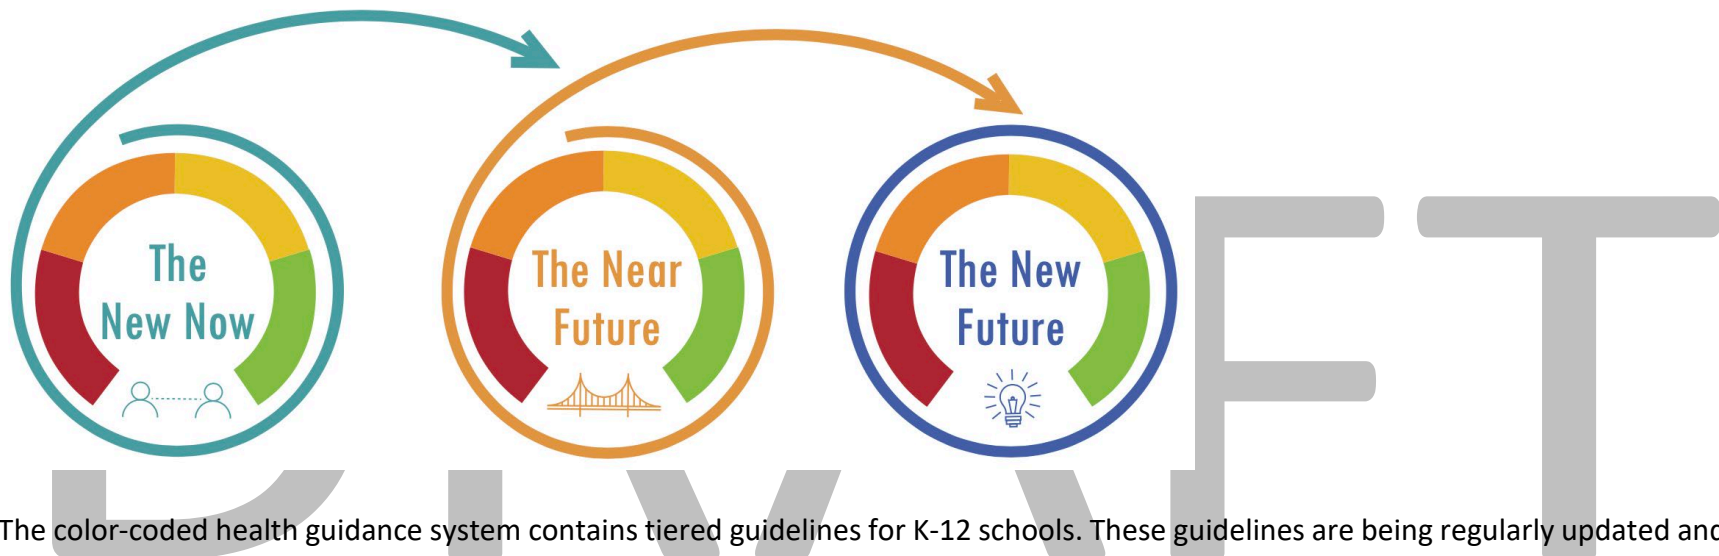 The
New Now
The Near
Future
The New
Future
DRAFT
The color-coded health guidance system contains tiered guidelines for K-12 schools. These guidelines are being regularly updated and